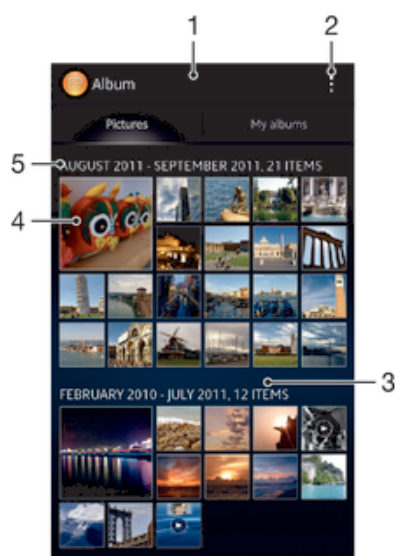 1
2
Album
Pictures
My albums
5
AUGUST 2011 - SEPTEMBER 2011, 21 ITEMS
4
3
FEBRUARY 2010 - JULY 2011, 12 ITEMS